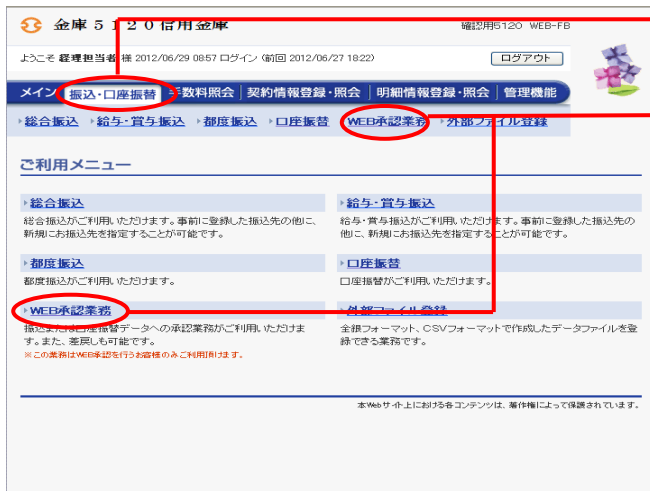 金庫5120信用金庫
確認用5120 WEB-FB
ようこそ 経理担当者 様 2012/06/29 08:57 ログイン (前回 2012/06/27 18:22)
ログアウト
メイン 振込・口座振替 手数料照会 契約情報登録・照会 明細情報登録・照会 管理機能
総合振込 給与・賞与振込 都度振込 口座振替 WEB承認業務 外部ファイル登録
ご利用メニュー
総合振込
総合振込がご利用いただけます。事前に登録した振込先の他に、
新規にお振込先を指定することが可能です。
給与・賞与振込
給与・賞与振込がご利用いただけます。事前に登録した振込先の
他に、新規にお振込先を指定することが可能です。
都度振込
都度振込がご利用いただけます。
口座振替
口座振替がご利用いただけます。
WEB承認業務
振込または口座振替データへの承認業務がご利用いただけま
す。また、差戻しも可能です。
※この業務はWEB承認を行うお客様のみご利用頂けます。
外部ファイル登録
全銀フォーマット、CSVフォーマットで作成したデータファイルを登
録できる業務です。
本Webサイト上における各コンテンツは、著作権によって保護されています。